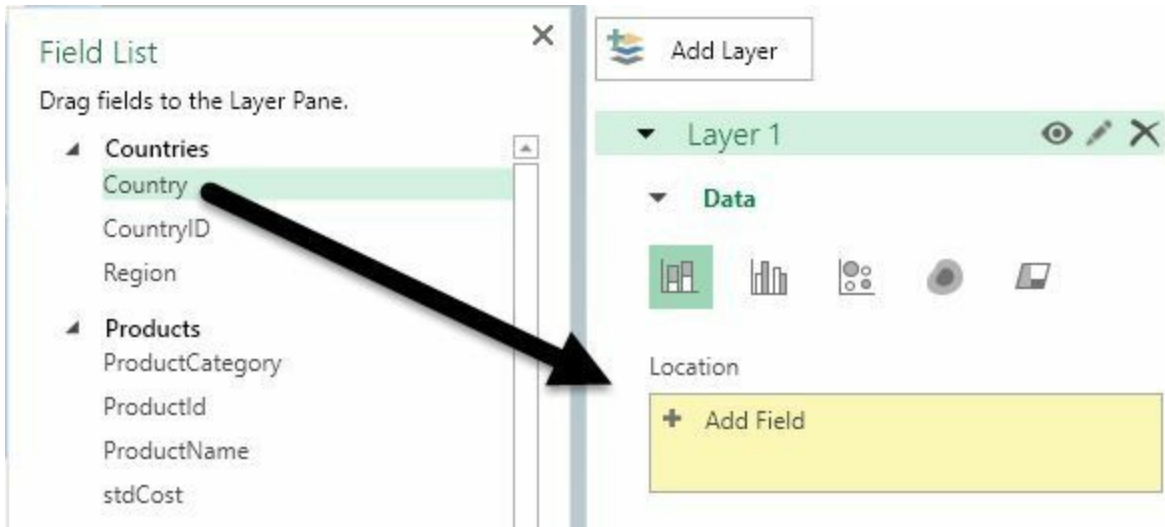 Field List
Drag fields to the Layer Pane.
Countries
Country
CountryID
Region
Products
ProductCategory
ProductId
ProductName
stdCost
Add Layer
Layer 1
Data
Location
Add Field